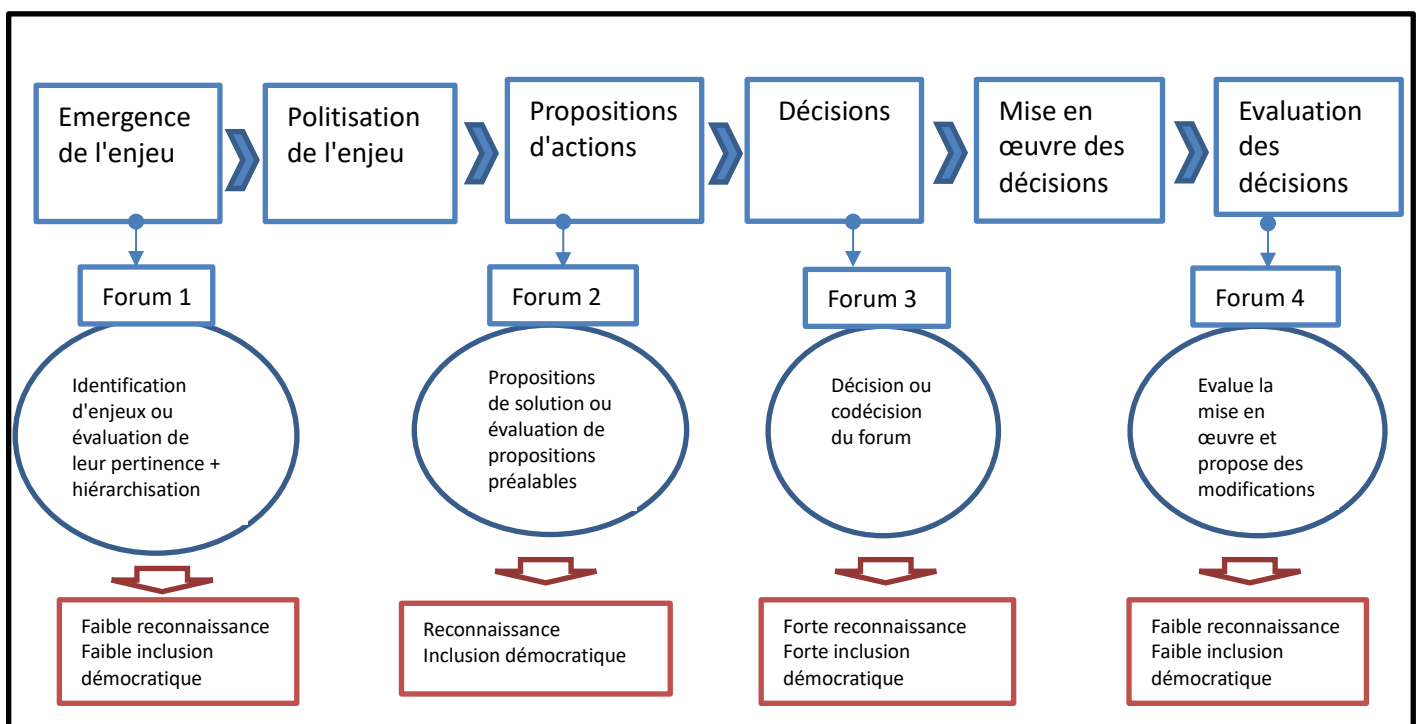 Emergence
de l'enjeu
Politisation
de l'enjeu
Propositions
d'actions
Décisions
Mise en
œuvre des
décisions
Evaluation
des
décisions
Forum 1
Forum 2
Forum 3
Forum 4
Identification
d'enjeux ou
évaluation de
leur pertinence +
hiérarchisation
Propositions
de solution ou
évaluation de
propositions
préalables
Décision ou
codécision
du forum
Evalue la
mise en
œuvre et
propose des
modifications
Faible reconnaissance
Faible inclusion
démocratique
Reconnaissance
Inclusion démocratique
Forte reconnaissance
Forte inclusion
démocratique
Faible reconnaissance
Faible inclusion
démocratique